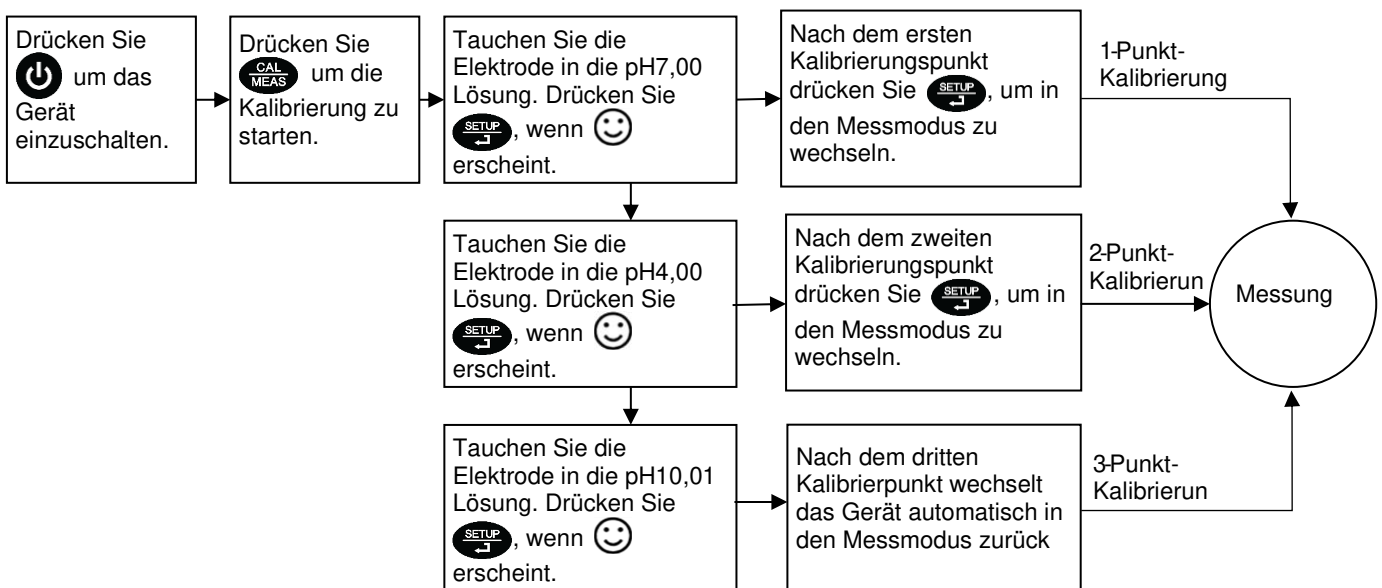 Drücken Sie
um das
Gerät
einzuschalten.
Drücken Sie
CAL
MEAS um die
Kalibrierung zu
starten.
Tauchen Sie die
Elektrode in die pH7,00
Lösung. Drücken Sie
SETUP , wenn
erscheint.
Nach dem ersten
Kalibrierungspunkt
drücken Sie SETUP , um in
den Messmodus zu
wechseln.
1-Punkt-
Kalibrierung
Tauchen Sie die
Elektrode in die pH4,00
Lösung. Drücken Sie
SETUP , wenn
erscheint.
Nach dem zweiten
Kalibrierungspunkt
drücken Sie SETUP , um in
den Messmodus zu
wechseln.
2-Punkt-
Kalibrierun
Messung
Tauchen Sie die
Elektrode in die pH10,01
Lösung. Drücken Sie
SETUP , wenn
erscheint.
Nach dem dritten
Kalibrierpunkt wechselt
das Gerät automatisch in
den Messmodus zurück
3-Punkt-
Kalibrierun